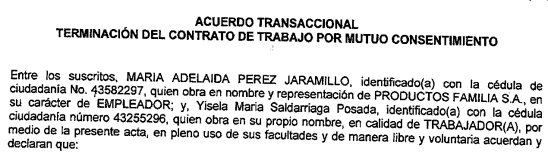 ACUERDO TRANSACCIONAL
TERMINACIÓN DEL CONTRATO DE TRABAJO POR MUTUO CONSENTIMIENTO
Entre los suscritos, MARIA ADELAIDA PEREZ JARAMILLO, identificado(a) con la cédula de
ciudadanía No. 43582297, quien obra en nombre y representación de PRODUCTOS FAMILIA S.A., en
su carácter de EMPLEADOR; y, Yisela Maria Saldarriaga Posada, identificado(a) con la cédula
ciudadanía número 43255296, quien obra en su propio nombre, en calidad de TRABAJADOR(A), por
medio de la presente acta, en pleno uso de sus facultades y de manera libre y voluntaria acuerdan y
declaran que: